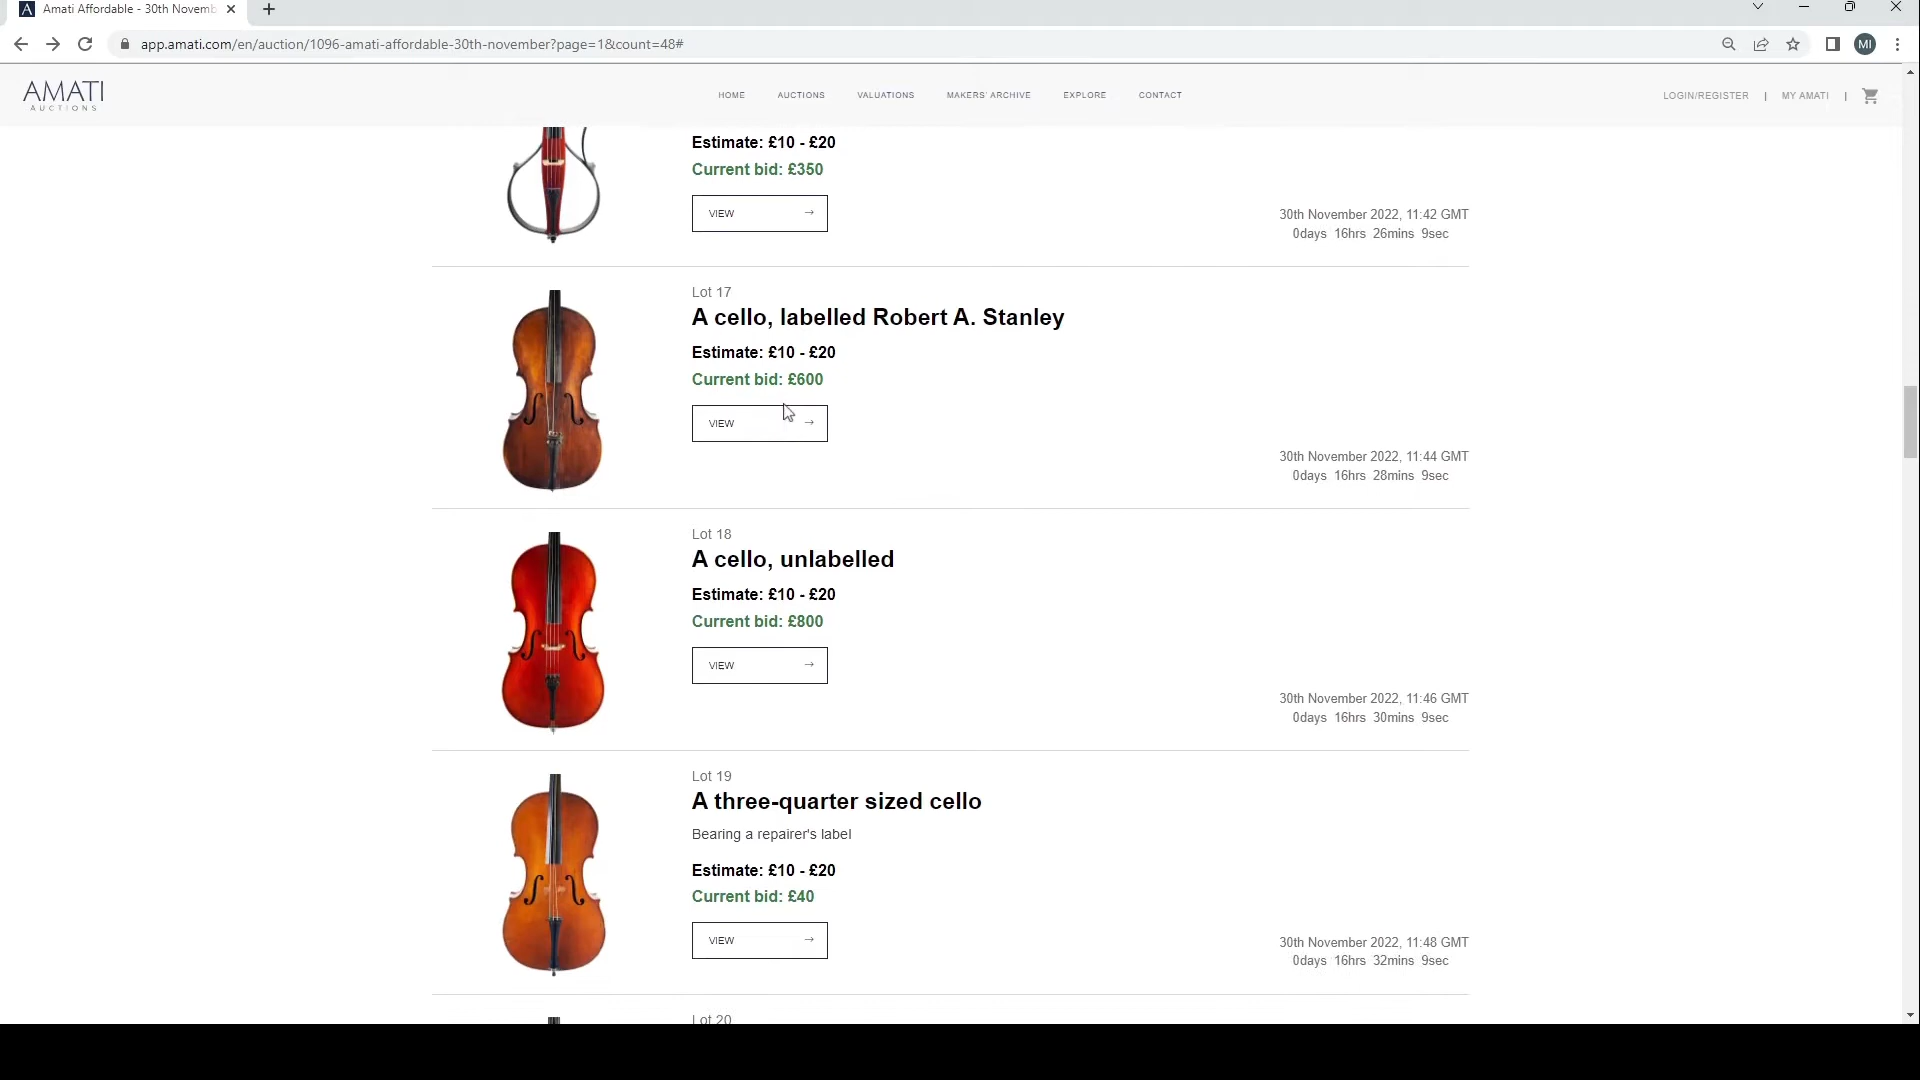 Amati Affordable - 30th Novemb
app.amati.com/en/auction/1096-amati-affordable-30th-november?page=1&count=48#
MI
AMATI
AUCTIONS
HOME
AUCTIONS
VALUATIONS
MAKERS' ARCHIVE
EXPLORE
CONTACT
LOGIN/REGISTER | MY AMATI |
Estimate: £10 - £20
Current bid: £350
VIEW →
30th November 2022, 11:42 GMT
0days 16hrs 26mins 9sec
Lot 17
A cello, labelled Robert A. Stanley
Estimate: £10 - £20
Current bid: £600
VIEW →
30th November 2022, 11:44 GMT
0days 16hrs 28mins 9sec
Lot 18
A cello, unlabelled
Estimate: £10 - £20
Current bid: £800
VIEW →
30th November 2022, 11:46 GMT
0days 16hrs 30mins 9sec
Lot 19
A three-quarter sized cello
Bearing a repairer's label
Estimate: £10 - £20
Current bid: £40
VIEW →
30th November 2022, 11:48 GMT
0days 16hrs 32mins 9sec
Lot 20